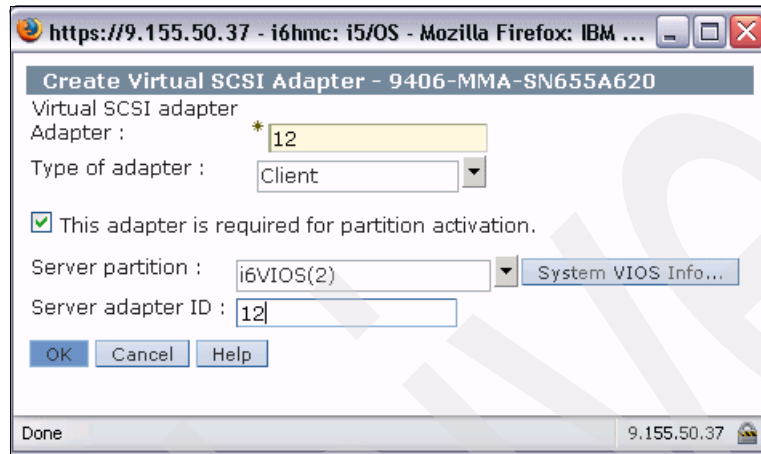 https://9.155.50.37 - i6hmc: i5/OS - Mozilla Firefox: IBM ...
Create Virtual SCSI Adapter - 9406-MMA-SN655A620
Virtual SCSI adapter
Adapter : * 12
Type of adapter : Client
This adapter is required for partition activation.
Server partition : i6VIOS(2) System VIOS Info...
Server adapter ID : 12
OK Cancel Help
Done 9.155.50.37